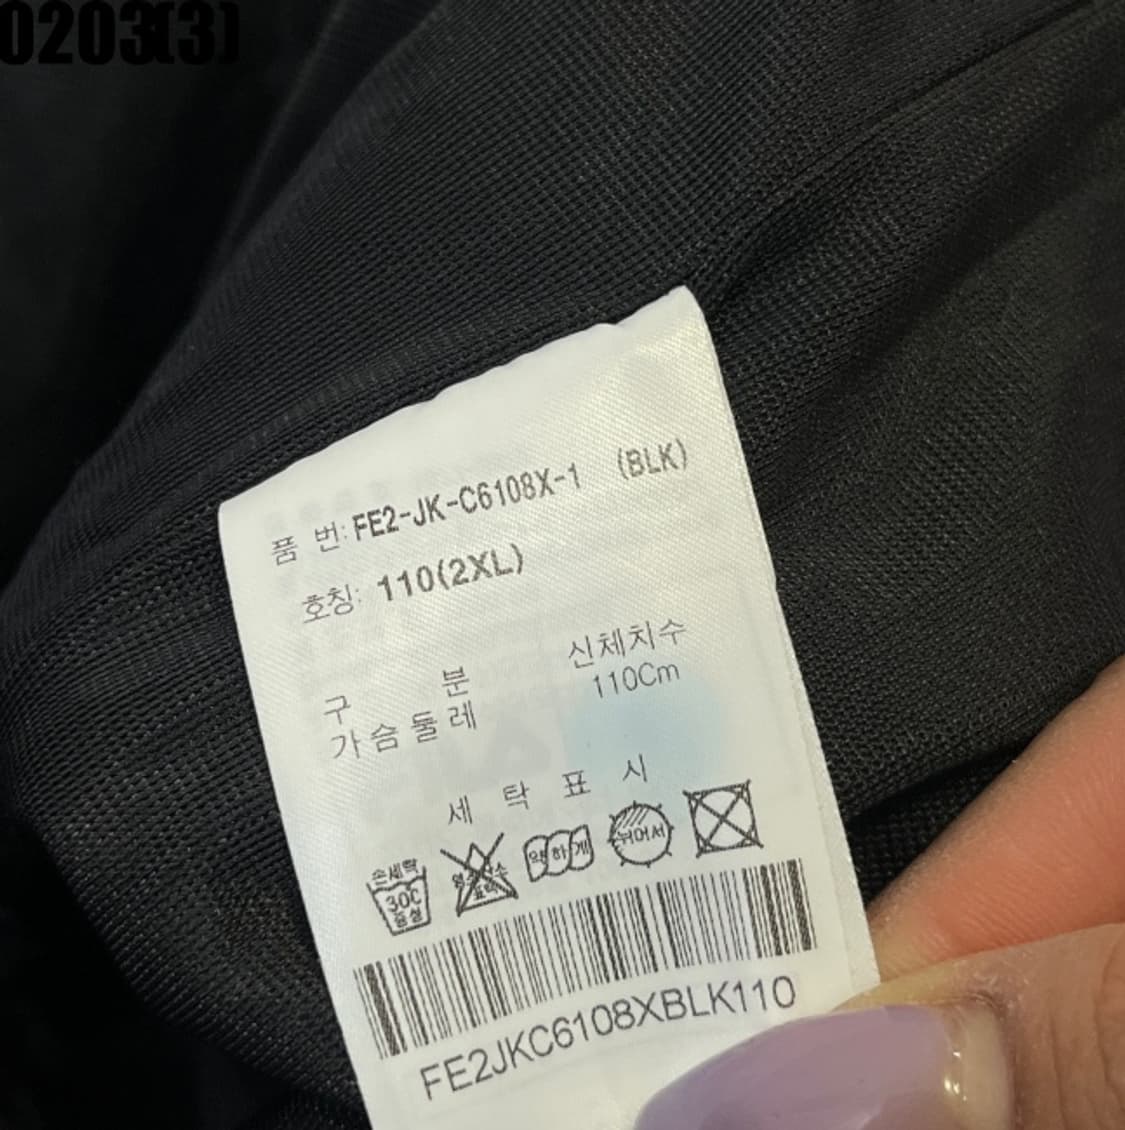 0203(3)
품 번: FE2-JK-C6108X-1 (BLK)
호칭: 110(2XL)
구 분 신체치수
가슴둘레 110Cm
세 탁 표 시
손세탁
30C
중성
약하게
뉘어서
FE2JKC6108XBLK110